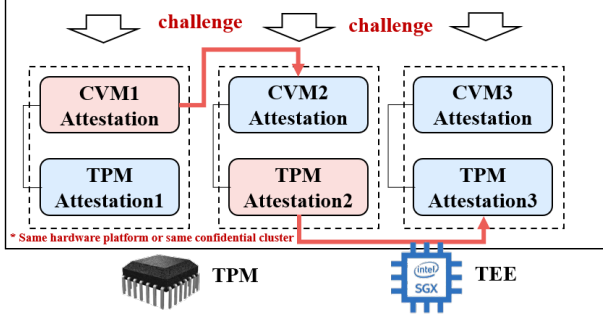 challenge
challenge
CVM1
Attestation
CVM2
Attestation
CVM3
Attestation
TPM
Attestation1
TPM
Attestation2
TPM
Attestation3
* Same hardware platform or same confidential cluster
TPM
intel
SGX
TEE